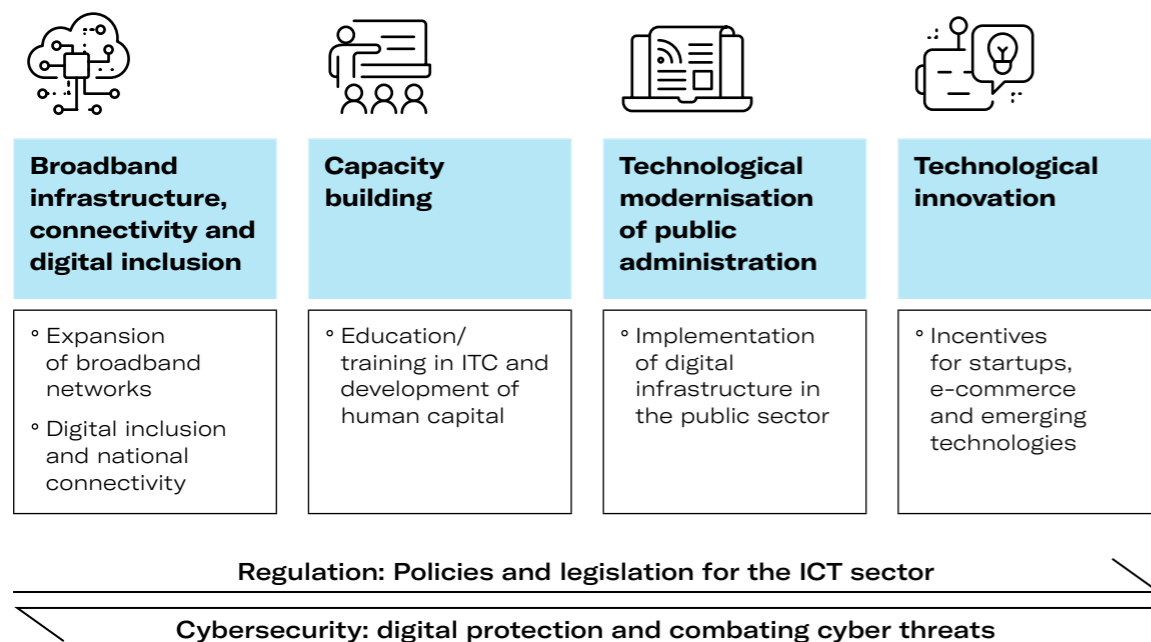 Broadband
infrastructure,
connectivity and
digital inclusion
° Expansion
of broadband
networks
° Digital inclusion
and national
connectivity
Capacity
building
° Education/
training in ITC and
development of
human capital
Technological
modernisation
of public
administration
° Implementation
of digital
infrastructure in
the public sector
Technological
innovation
° Incentives
for startups,
e-commerce
and emerging
technologies
Regulation: Policies and legislation for the ICT sector
Cybersecurity: digital protection and combating cyber threats